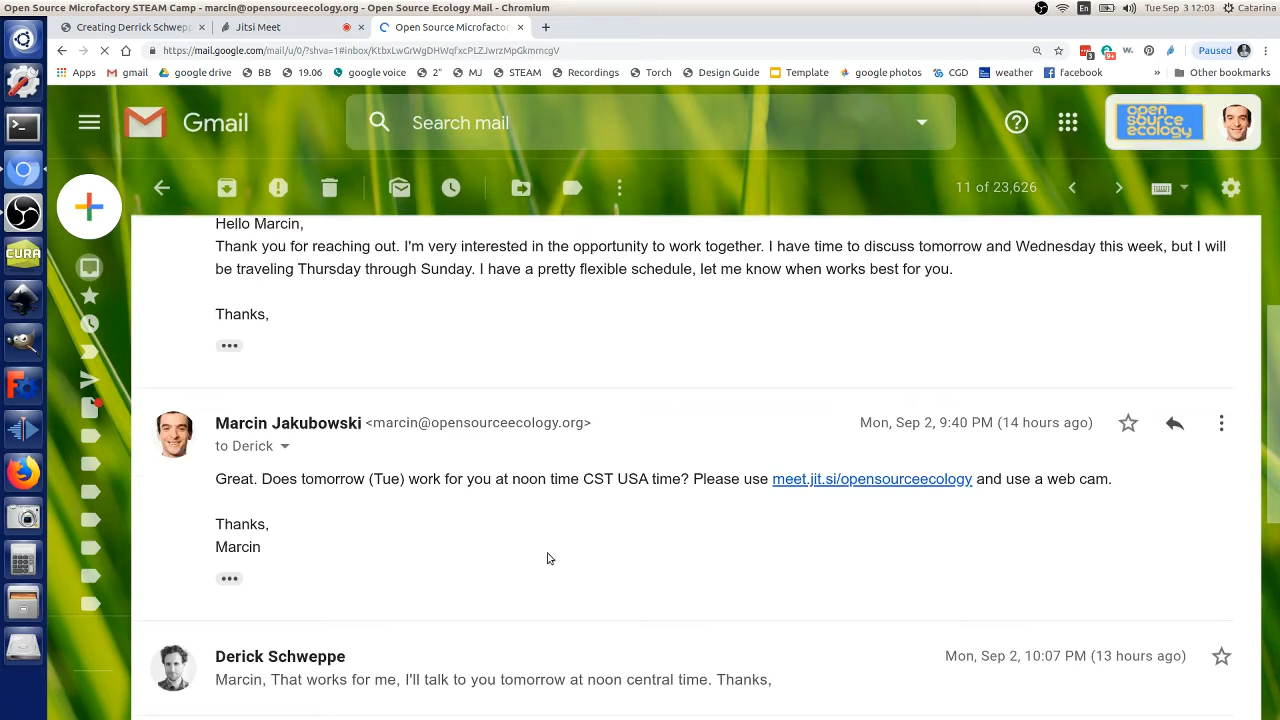 Open Source Microfactory STEAM Camp - marcin@opensourceecology.org - Open Source Ecology Mail - Chromium
En
Tue Sep 3 12:03
Catarina
Creating Derrick Schwepp
Jitsi Meet
Open Source Microfactor
https://mail.google.com/mail/u/0/?shva=1#inbox/KtbxLwGrWgDHWqfxcPLZJwrzMpGkmmcgV
3
9+
W.
Paused
Apps
gmail
google drive
BB
19.06
google voice
2"
MJ
STEAM
Recordings
Torch
Design Guide
Template
google photos
CGD
weather
facebook
»
Other bookmarks
Gmail
Search mail
open
source
ecology
11 of 23,626
CURA
Hello Marcin,
Thank you for reaching out. I'm very interested in the opportunity to work together. I have time to discuss tomorrow and Wednesday this week, but I will
be traveling Thursday through Sunday. I have a pretty flexible schedule, let me know when works best for you.
Thanks,
Marcin Jakubowski <marcin@opensourceecology.org>
Mon, Sep 2, 9:40 PM (14 hours ago)
to Derick
Great. Does tomorrow (Tue) work for you at noon time CST USA time? Please use meet.jit.si/opensourceecology and use a web cam.
Thanks,
Marcin
Derick Schweppe
Mon, Sep 2, 10:07 PM (13 hours ago)
Marcin, That works for me, I'll talk to you tomorrow at noon central time. Thanks,